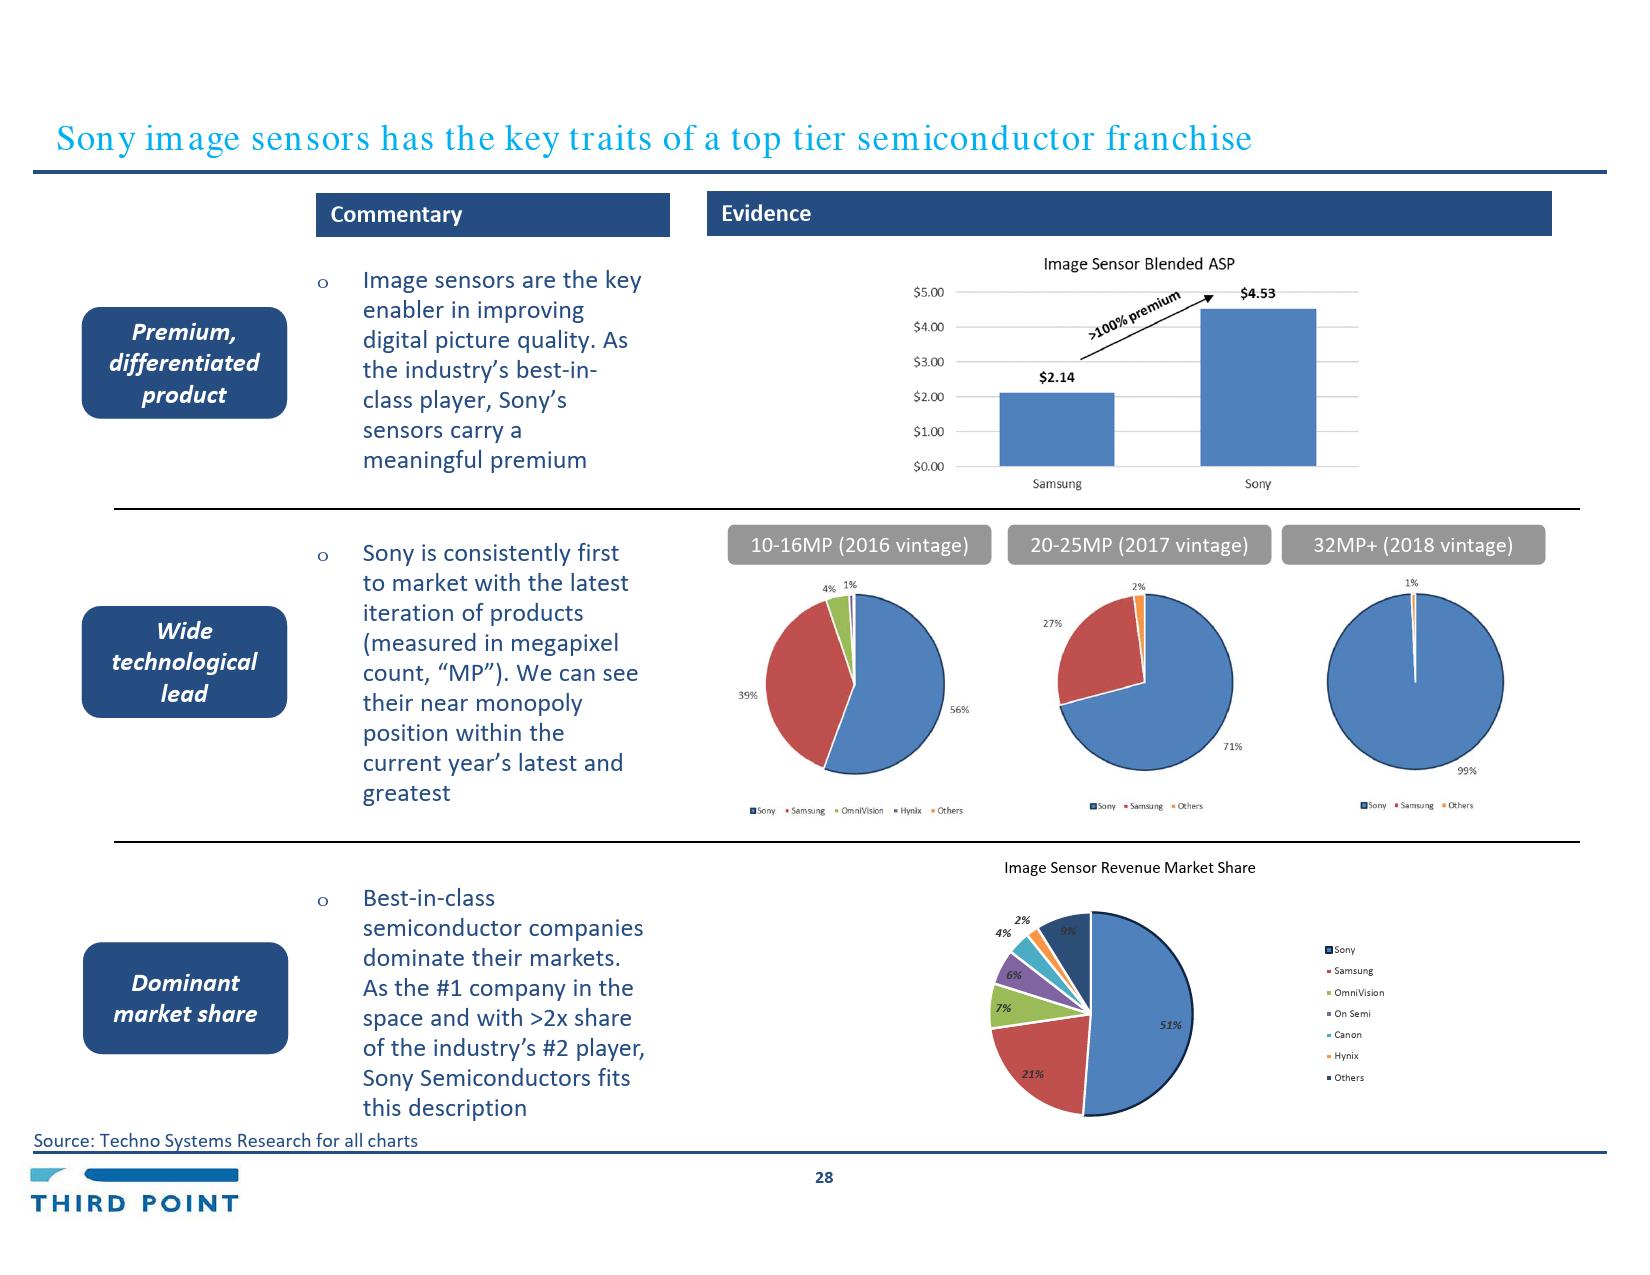 Sony image sensors has the key traits of a top tier semiconductor franchise
Commentary
Evidence
Premium,
differentiated
product
o Image sensors are the key
enabler in improving
digital picture quality. As
the industry's best-in-
class player, Sony's
sensors carry a
meaningful premium
Image Sensor Blended ASP
$5.00
$4.00
$3.00
$2.00
$1.00
$0.00
$2.14
>100% premium
$4.53
Samsung
Sony
Wide
technological
lead
o Sony is consistently first
to market with the latest
iteration of products
(measured in megapixel
count, “MP”). We can see
their near monopoly
position within the
current year's latest and
greatest
10-16MP (2016 vintage)
4%
1%
39%
56%
Sony Samsung OmniVision Hynix Others
20-25MP (2017 vintage)
2%
27%
71%
Sony Samsung Others
32MP+ (2018 vintage)
1%
99%
Sony Samsung Others
Dominant
market share
o Best-in-class
semiconductor companies
dominate their markets.
As the #1 company in the
space and with >2x share
of the industry's #2 player,
Sony Semiconductors fits
this description
Image Sensor Revenue Market Share
2%
4%
9%
6%
7%
51%
21%
Sony
Samsung
OmniVision
On Semi
Canon
Hynix
Others
Source: Techno Systems Research for all charts
28
THIRD POINT